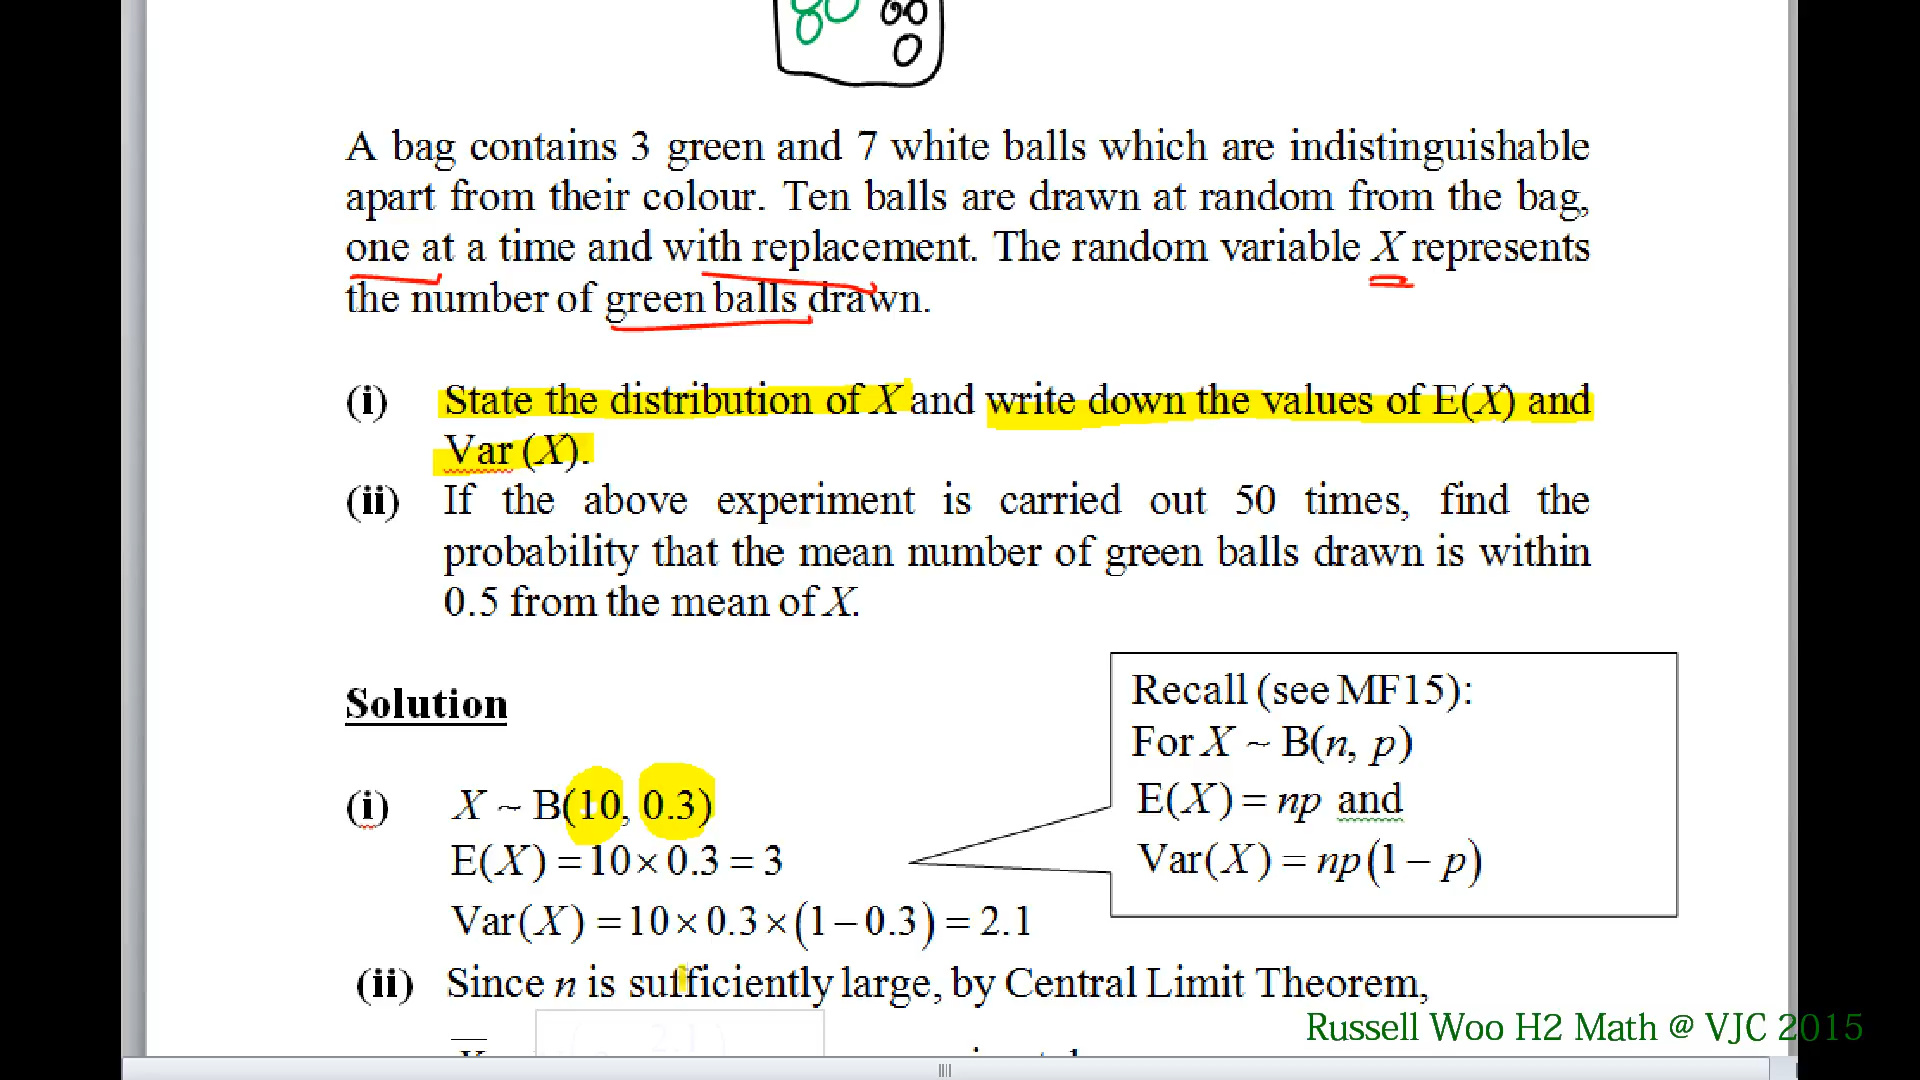 A bag contains 3 green and 7 white balls which are indistinguishable
apart from their colour. Ten balls are drawn at random from the bag,
one at a time and with replacement. The random variable X represents
the number of green balls drawn.
(i) State the distribution of X and write down the values of E(X) and
Var (X).
(ii) If the above experiment is carried out 50 times, find the
probability that the mean number of green balls drawn is within
0.5 from the mean of X.
Solution
Recall (see MF15):
For X ~ B(n, p)
E(X) = np and
Var(X) = np(1 − p)
(i) X ~ B(10, 0.3)
E(X) = 10 × 0.3 = 3
Var(X) = 10 × 0.3 × (1 − 0.3) = 2.1
(ii) Since n is sufficiently large, by Central Limit Theorem,
2.1
Russell Woo H2 Math @ VJC 2015